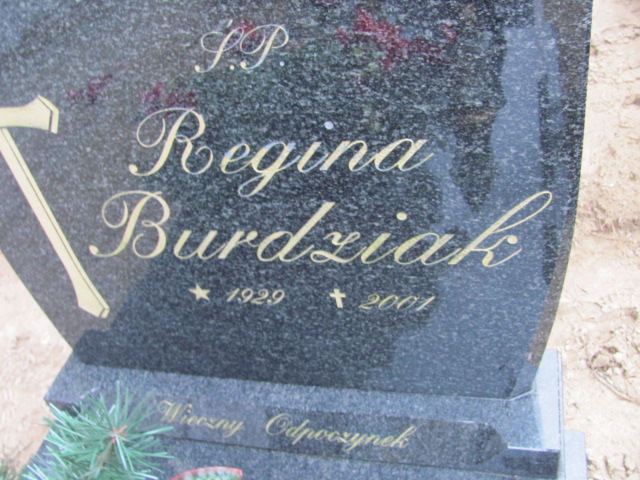 Ś.P.
Regina
Burdziak
★ 1929 ✝ 2001
Wieczny Odpoczynek